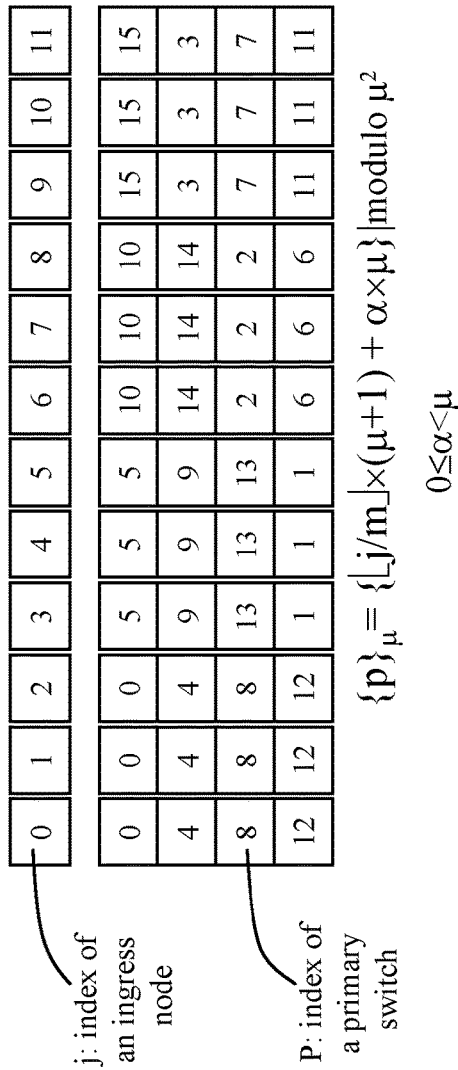 j: index of
an ingress
node
0 1 2 3 4 5 6 7 8 9 10 11
P: index of
a primary
switch
0 0 0 5 5 5 10 10 10 15 15 15
4 4 4 9 9 9 14 14 14 3 3 3
8 8 8 13 13 13 2 2 2 7 7 7
12 12 12 1 1 1 6 6 6 11 11 11
{p}μ = {⌊j/m⌋×(μ+1) + α×μ}|modulo μ²
0≤α<μ